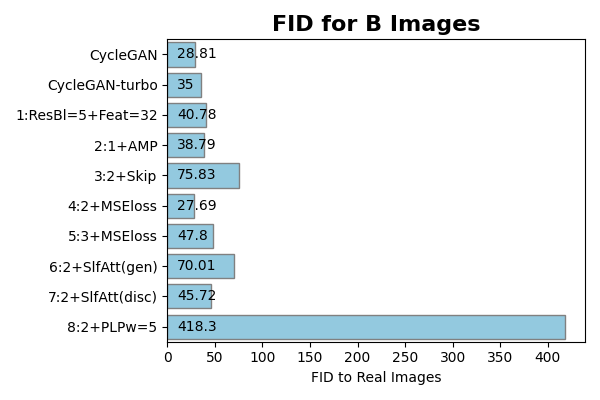 FID for B Images
CycleGAN 28.81
CycleGAN-turbo 35
1:ResBl=5+Feat=32 40.78
2:1+AMP 38.79
3:2+Skip 75.83
4:2+MSEloss 27.69
5:3+MSEloss 47.8
6:2+SlfAtt(gen) 70.01
7:2+SlfAtt(disc) 45.72
8:2+PLPw=5 418.3
0 50 100 150 200 250 300 350 400
FID to Real Images